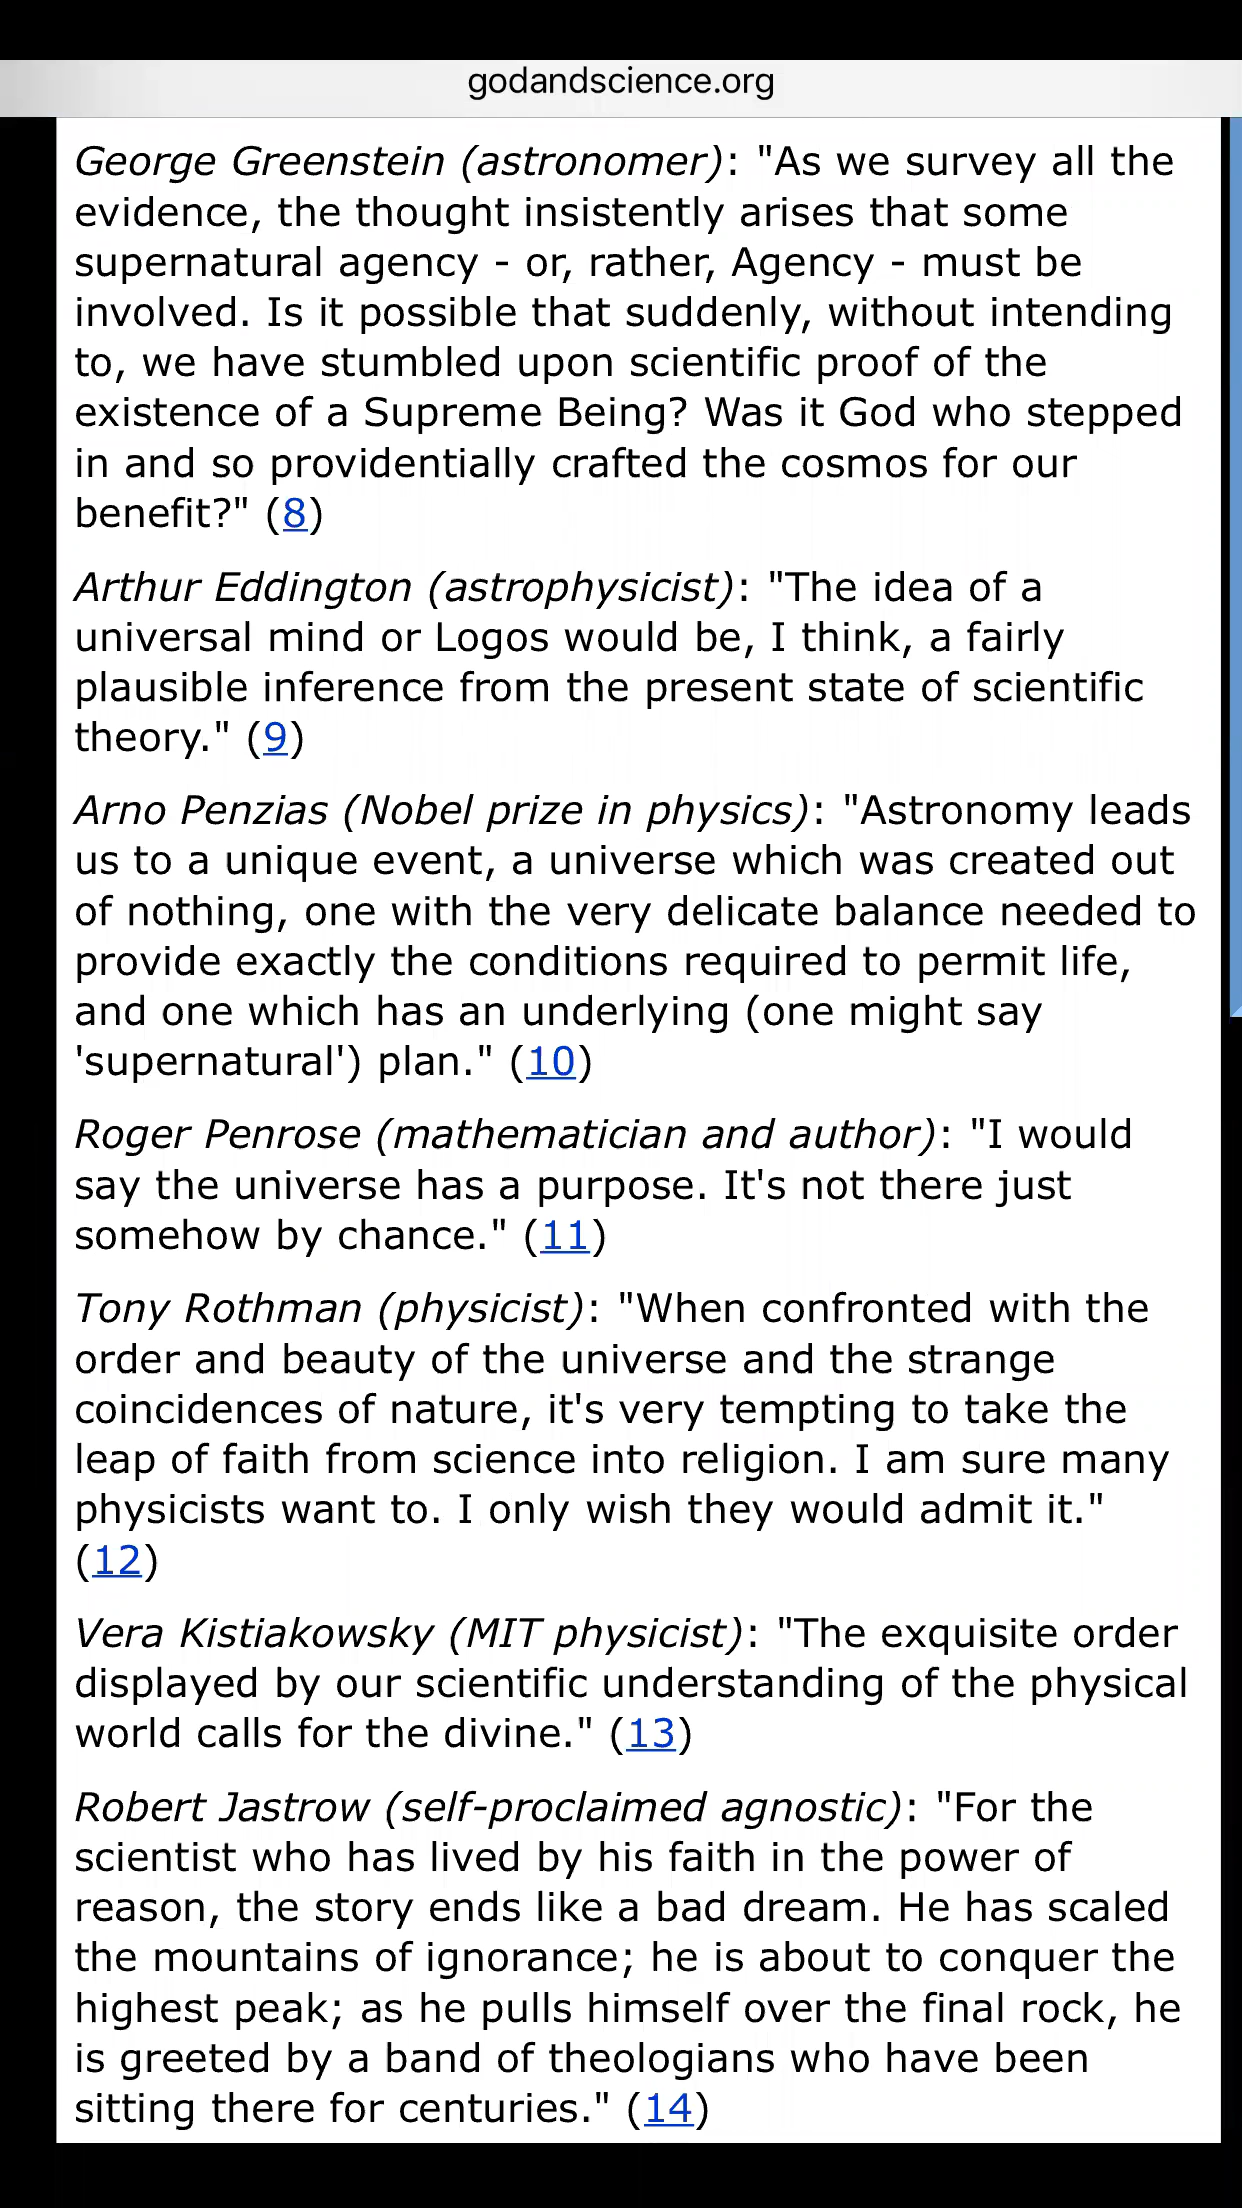 godandscience.org
George Greenstein (astronomer): "As we survey all the
evidence, the thought insistently arises that some
supernatural agency - or, rather, Agency - must be
involved. Is it possible that suddenly, without intending
to, we have stumbled upon scientific proof of the
existence of a Supreme Being? Was it God who stepped
in and so providentially crafted the cosmos for our
benefit?" (8)
Arthur Eddington (astrophysicist): "The idea of a
universal mind or Logos would be, I think, a fairly
plausible inference from the present state of scientific
theory." (9)
Arno Penzias (Nobel prize in physics): "Astronomy leads
us to a unique event, a universe which was created out
of nothing, one with the very delicate balance needed to
provide exactly the conditions required to permit life,
and one which has an underlying (one might say
'supernatural') plan." (10)
Roger Penrose (mathematician and author): "I would
say the universe has a purpose. It's not there just
somehow by chance." (11)
Tony Rothman (physicist): "When confronted with the
order and beauty of the universe and the strange
coincidences of nature, it's very tempting to take the
leap of faith from science into religion. I am sure many
physicists want to. I only wish they would admit it."
(12)
Vera Kistiakowsky (MIT physicist): "The exquisite order
displayed by our scientific understanding of the physical
world calls for the divine." (13)
Robert Jastrow (self-proclaimed agnostic): "For the
scientist who has lived by his faith in the power of
reason, the story ends like a bad dream. He has scaled
the mountains of ignorance; he is about to conquer the
highest peak; as he pulls himself over the final rock, he
is greeted by a band of theologians who have been
sitting there for centuries." (14)